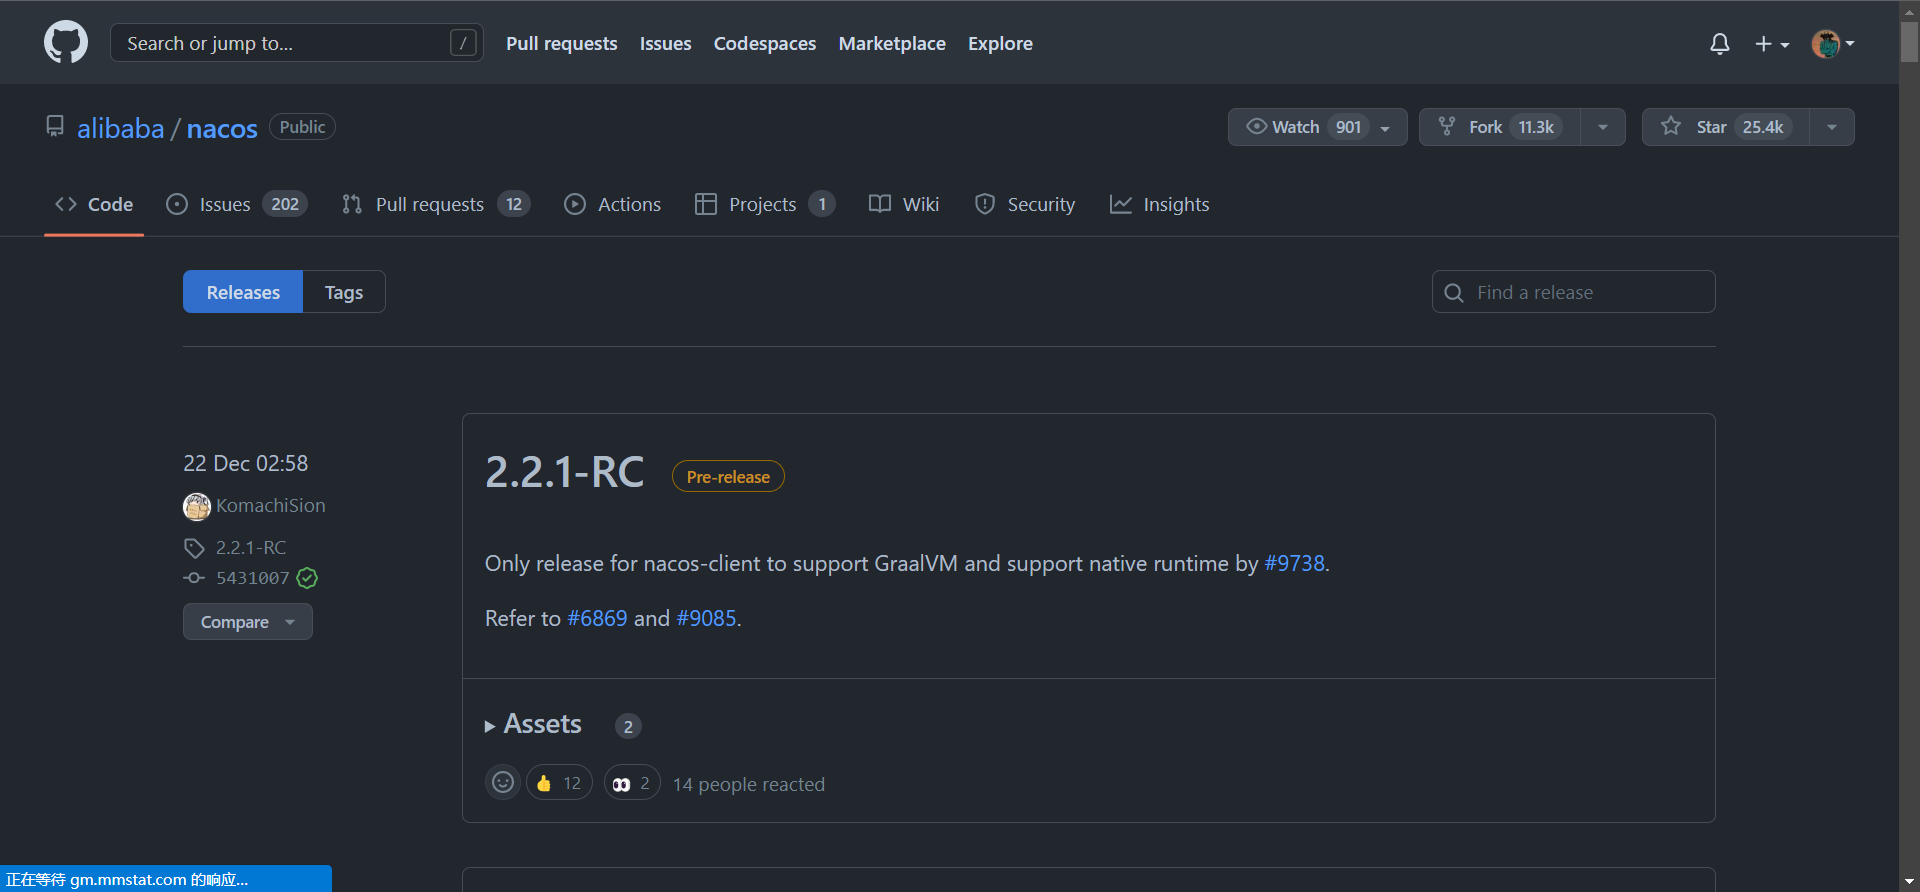 Search or jump to... /
Pull requests Issues Codespaces Marketplace Explore
alibaba / nacos Public
Watch 901 Fork 11.3k Star 25.4k
Code Issues 202 Pull requests 12 Actions Projects 1 Wiki Security Insights
Releases Tags
Find a release
22 Dec 02:58
KomachiSion
2.2.1-RC
5431007
Compare
2.2.1-RC Pre-release
Only release for nacos-client to support GraalVM and support native runtime by #9738.
Refer to #6869 and #9085.
Assets 2
12 2 14 people reacted
正在等待 gm.mmstat.com 的响应...